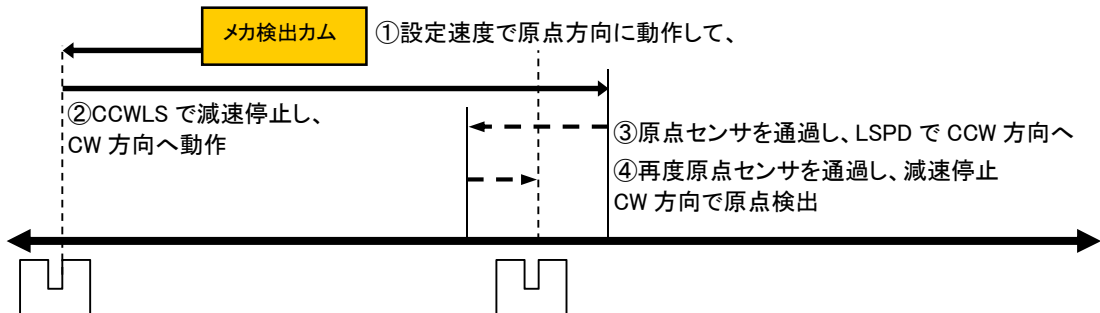 メカ検出カム
①設定速度で原点方向に動作して、
②CCWLS で減速停止し、
CW 方向へ動作
③原点センサを通過し、LSPD で CCW 方向へ
④再度原点センサを通過し、減速停止
CW 方向で原点検出